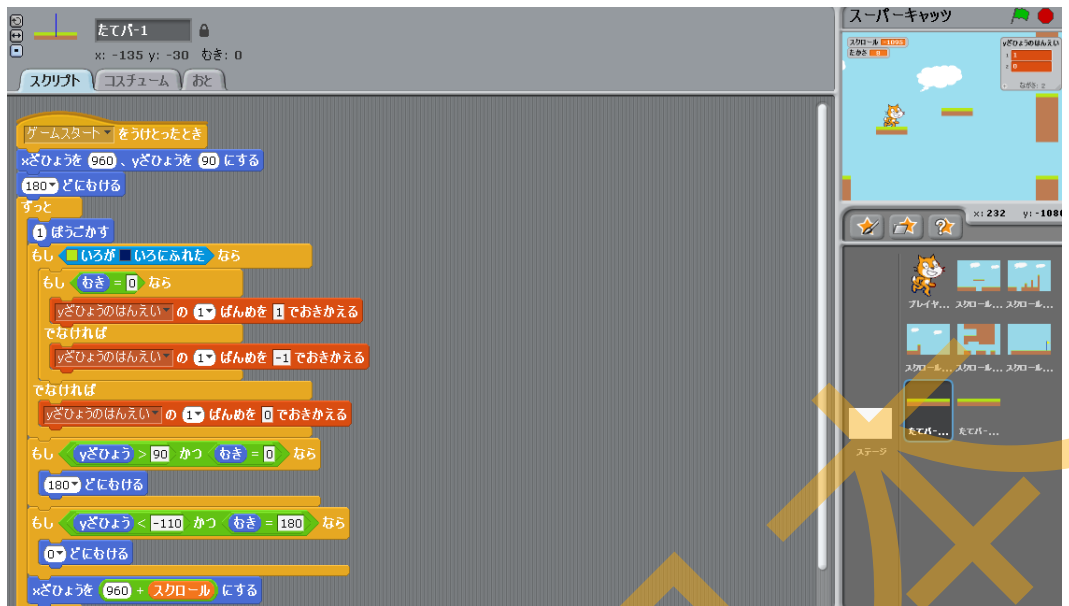 たてバ-1
x: -135 y: -30 むき: 0
スクリプト コスチューム おと
ゲームスタート をうけとったとき
xざひょうを 960 、yざひょうを 90 にする
180 どにむける
ずっと
1 ぽうごかす
もし いろが いろにふれた なら
もし むき = 0 なら
yざひょうのはんえい の 1 ばんめを 1 でおきかえる
でなければ
yざひょうのはんえい の 1 ばんめを -1 でおきかえる
でなければ
yざひょうのはんえい の 1 ばんめを 0 でおきかえる
もし yざひょう > 90 かつ むき = 0 なら
180 どにむける
もし yざひょう < -110 かつ むき = 180 なら
0 どにむける
xざひょうを 960 + スクロール にする
スーパーキャッツ
スクロール -1095
たかさ 0
yざひょうのはんえい
1 1
2 0
ながさ: 2
x: 232 y: -108
プレイヤ... スクロール... スクロール...
スクロール... スクロール... スクロール...
たてバ-... たてバ-...
ステージ